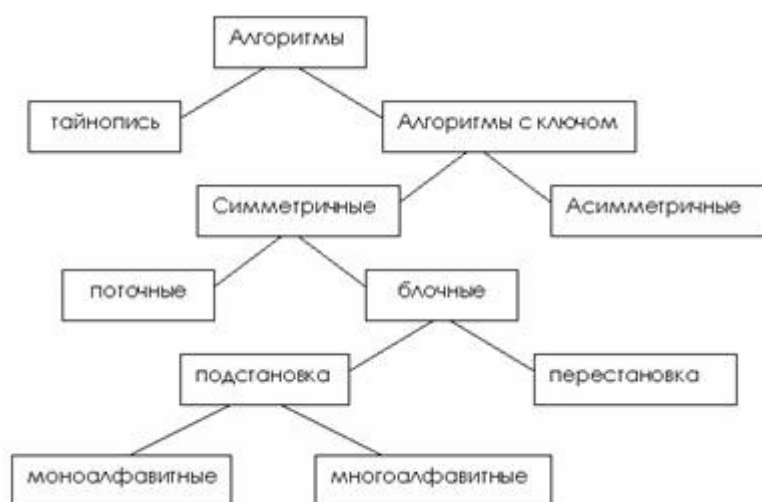 Алгоритмы
тайнопись
Алгоритмы с ключом
Симметричные
Асимметричные
поточные
блочные
подстановка
перестановка
моноалфавитные
многоалфавитные